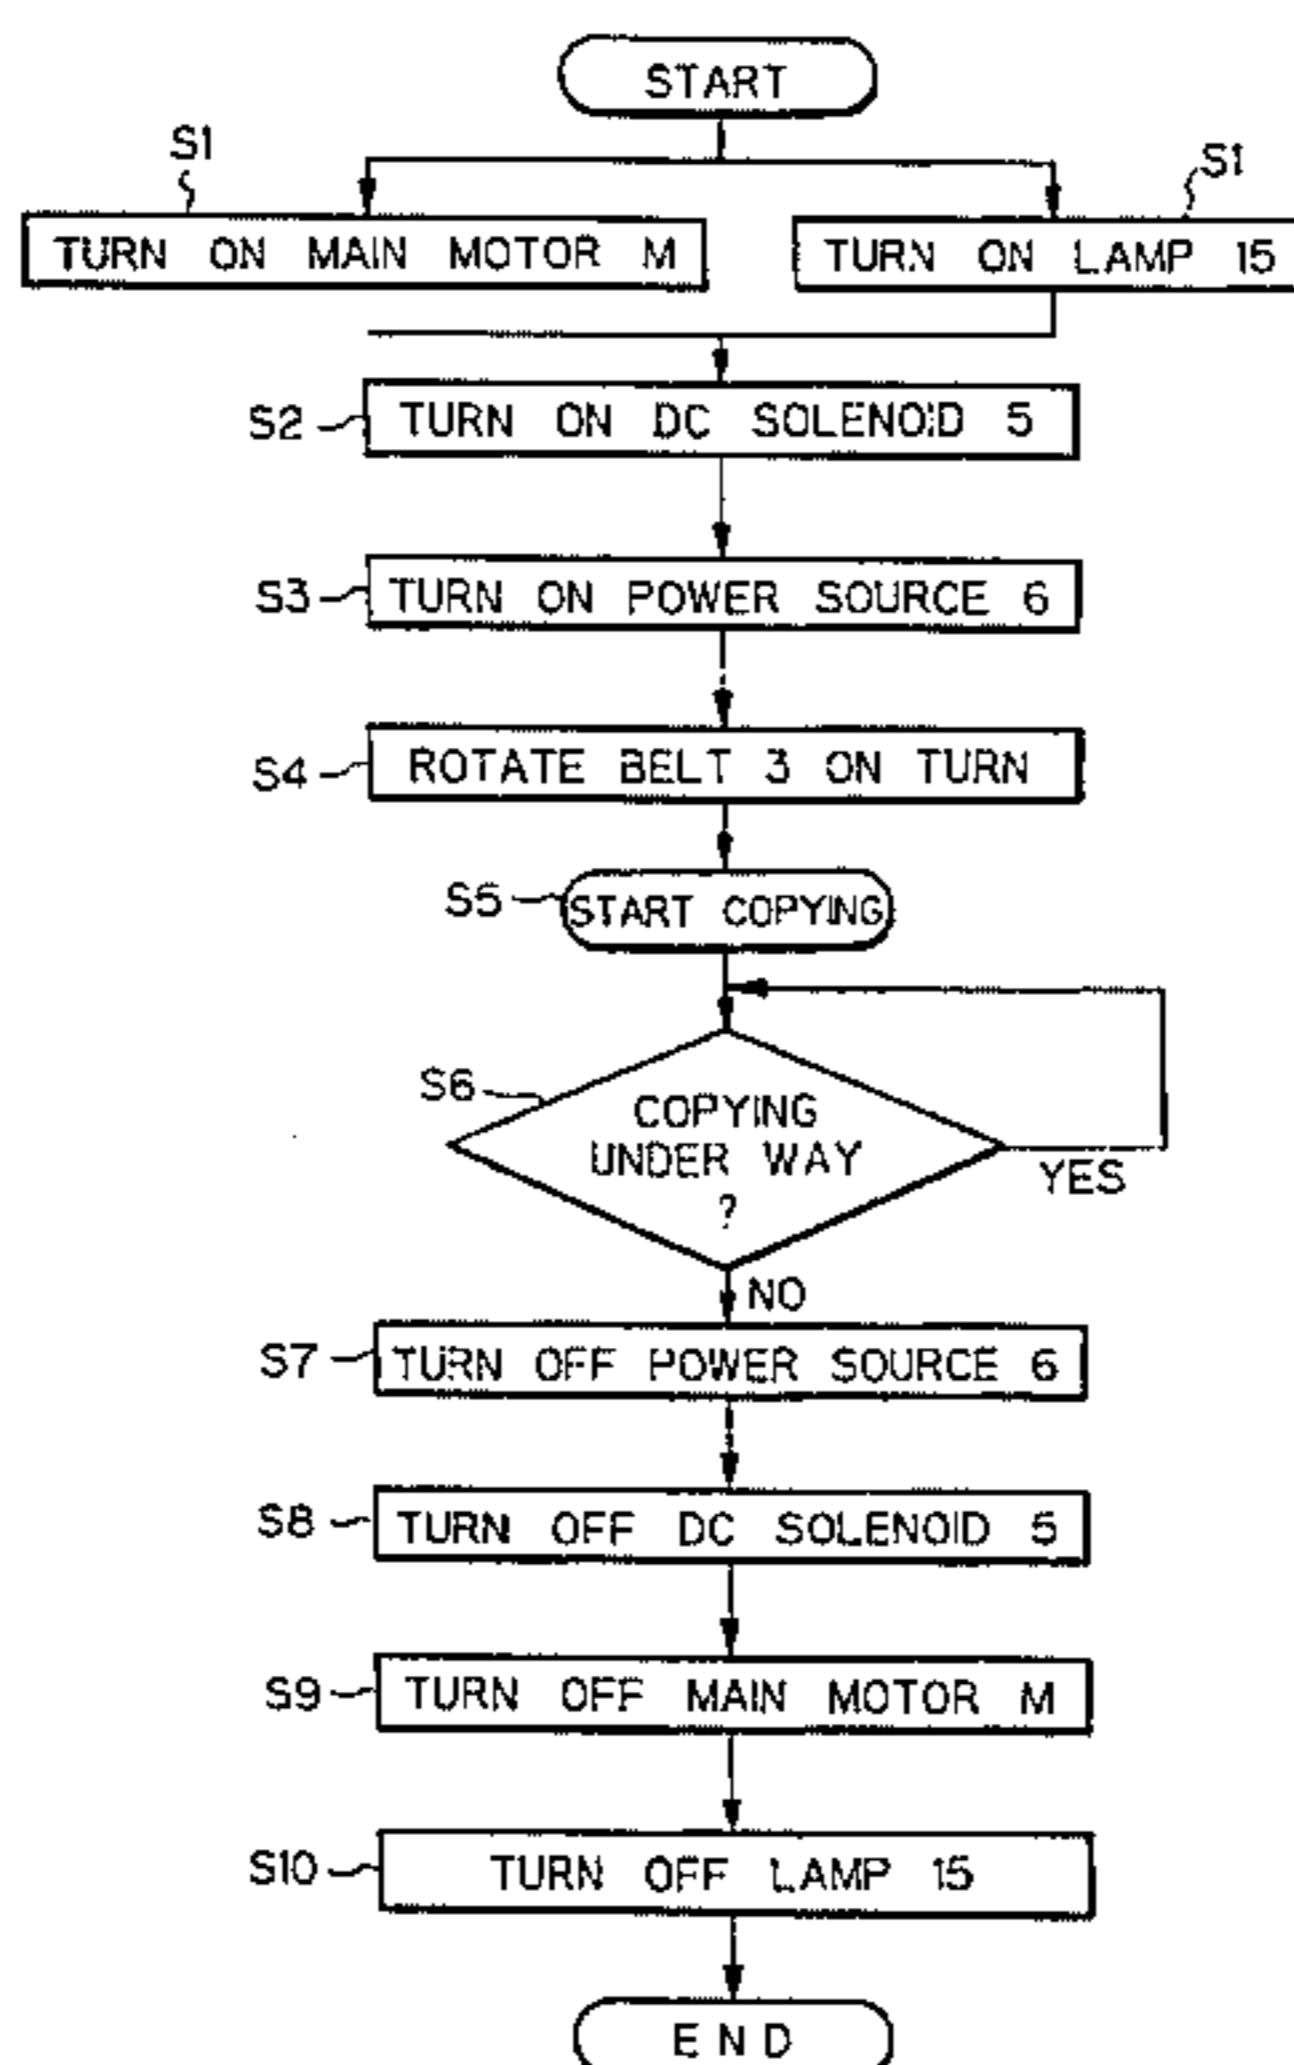 START
S1
S1
TURN ON MAIN MOTOR M
TURN ON LAMP 15
S2
TURN ON DC SOLENOID 5
S3
TURN ON POWER SOURCE 6
S4
ROTATE BELT 3 ON TURN
S5
START COPYING
S6
COPYING
UNDER WAY
?
YES
NO
S7
TURN OFF POWER SOURCE 6
S8
TURN OFF DC SOLENOID 5
S9
TURN OFF MAIN MOTOR M
S10
TURN OFF LAMP 15
END